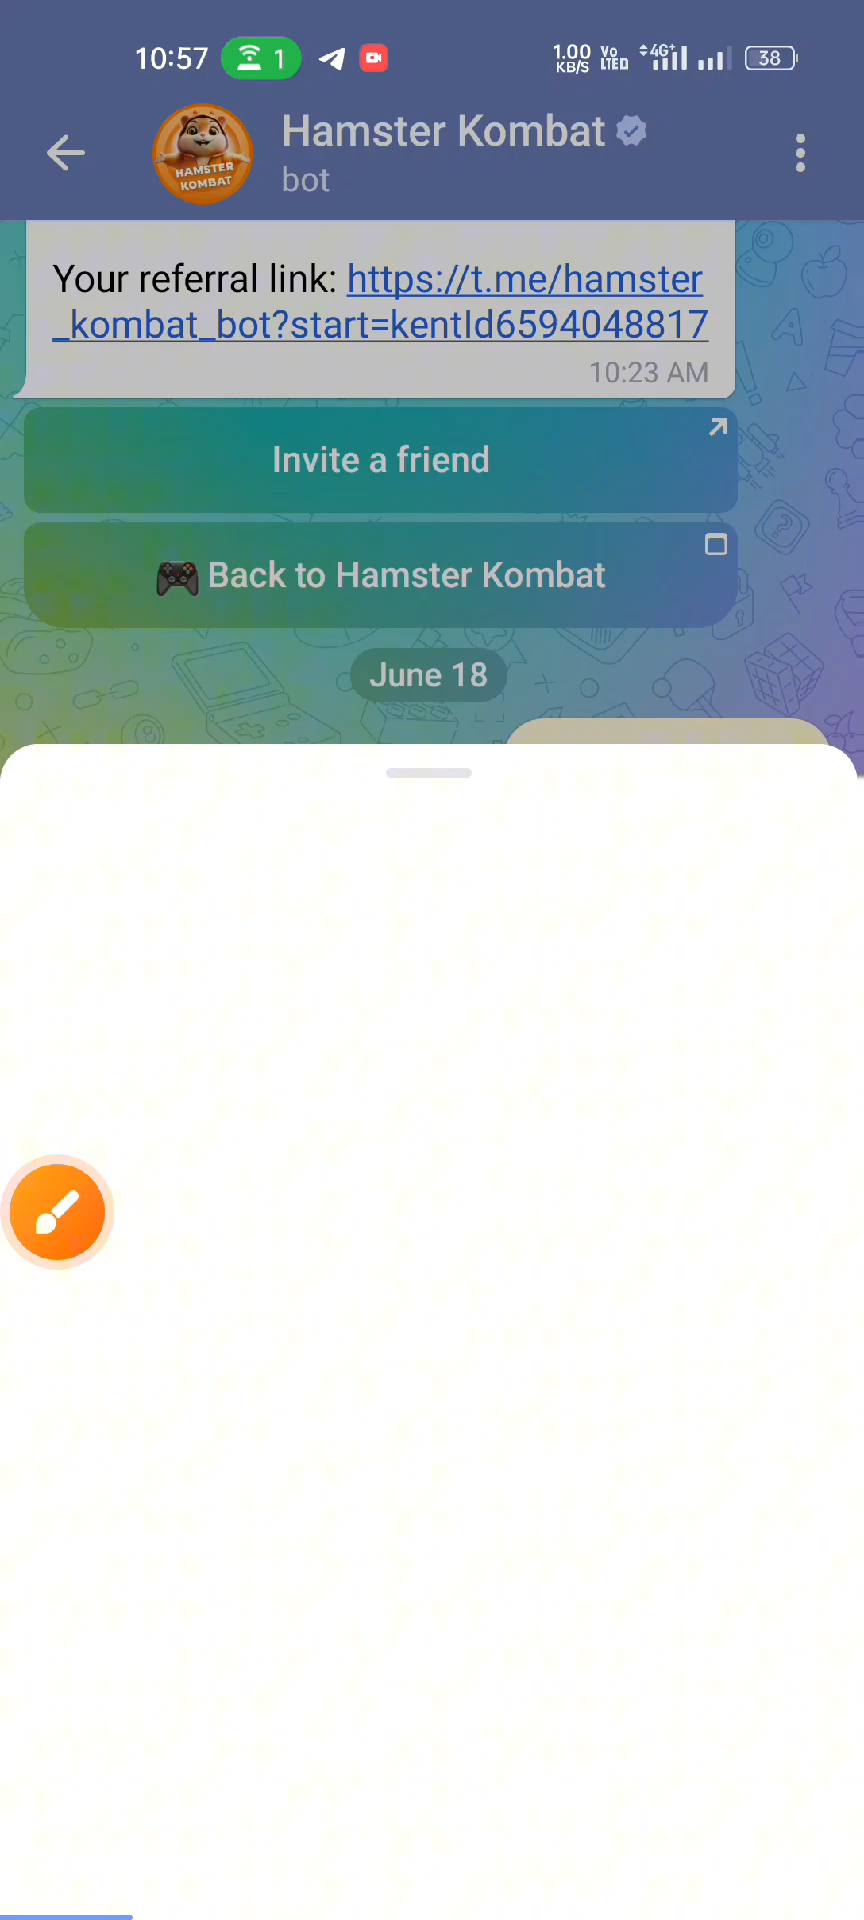 10:57 1 1.00 KB/S Vo LTED 4G+ 38
Hamster Kombat
bot
HAMSTER
KOMBAT
Your referral link: https://t.me/hamster
_kombat_bot?start=kentId6594048817
10:23 AM
Invite a friend
Back to Hamster Kombat
June 18